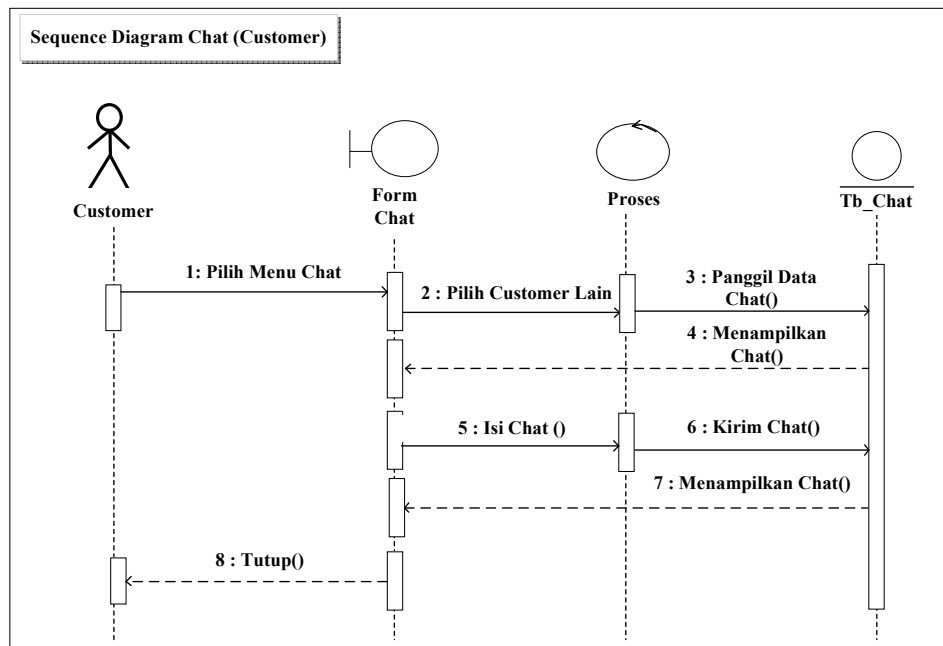 Sequence Diagram Chat (Customer)
Customer
Form
Chat
Proses
Tb_Chat
1: Pilih Menu Chat
2 : Pilih Customer Lain
3 : Panggil Data
Chat()
4 : Menampilkan
Chat()
5 : Isi Chat ()
6 : Kirim Chat()
7 : Menampilkan Chat()
8 : Tutup()